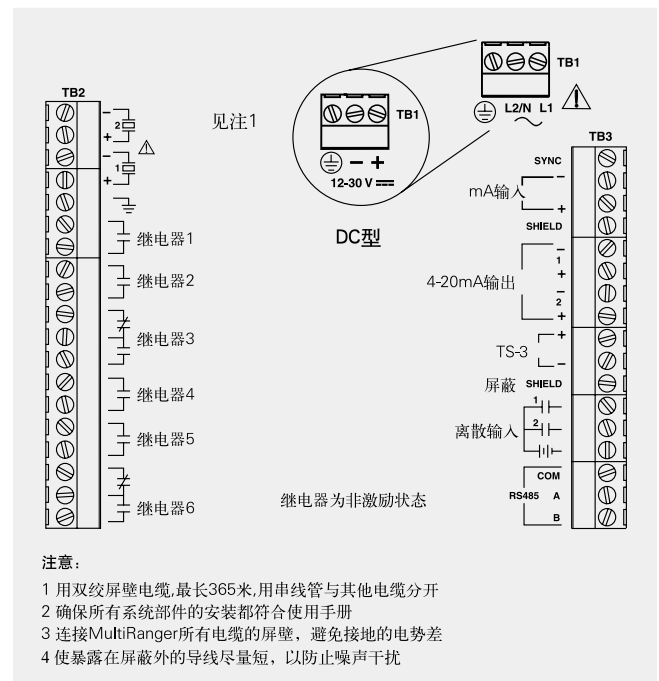 TB1
L2/N L1
TB2
见注1
TB1
- +
12-30 V
DC型
TB3
-
2
+
-
1
+
继电器1
继电器2
继电器3
继电器4
继电器5
继电器6
SYNC
-
mA输入
+
SHIELD
-
1
+
4-20mA输出
-
2
+
+
TS-3
-
屏蔽 SHIELD
1
2
离散输入
COM
RS485 A
B
继电器为非激励状态
注意：
1 用双绞屏壁电缆,最长365米,用串线管与其他电缆分开
2 确保所有系统部件的安装都符合使用手册
3 连接MultiRanger所有电缆的屏壁，避免接地的电势差
4 使暴露在屏蔽外的导线尽量短，以防止噪声干扰